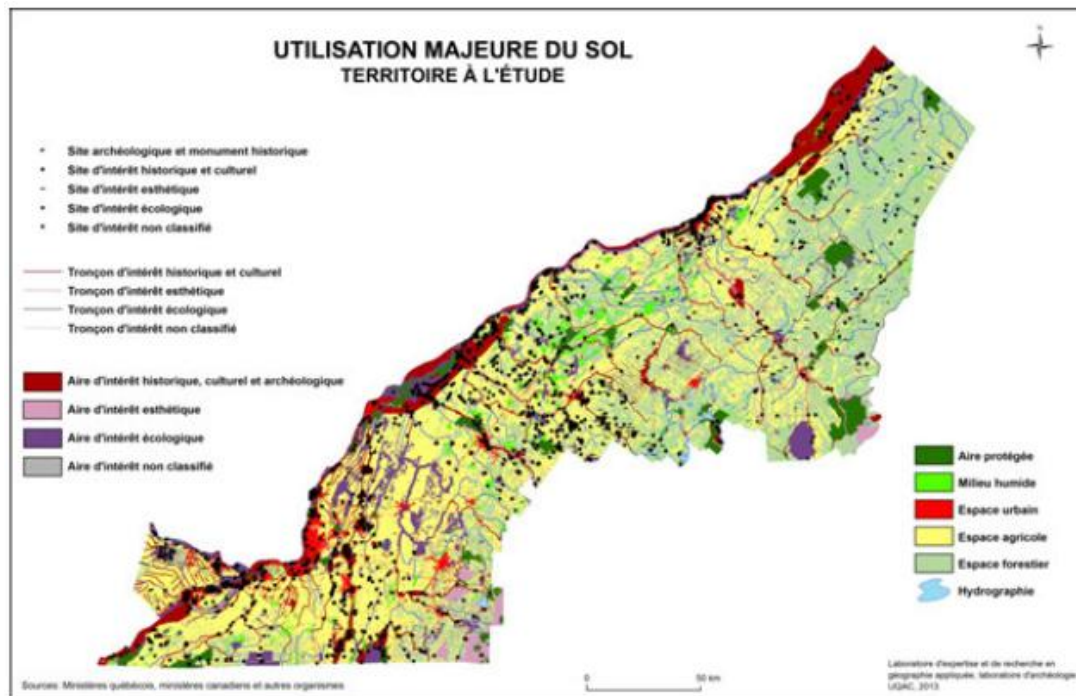 UTILISATION MAJEURE DU SOL
TERRITOIRE À L'ÉTUDE
Site archéologique et monument historique
Site d'intérêt historique et culturel
Site d'intérêt esthétique
Site d'intérêt écologique
Site d'intérêt non classifié
Tronçon d'intérêt historique et culturel
Tronçon d'intérêt esthétique
Tronçon d'intérêt écologique
Tronçon d'intérêt non classifié
Aire d'intérêt historique, culturel et archéologique
Aire d'intérêt esthétique
Aire d'intérêt écologique
Aire d'intérêt non classifié
Aire protégée
Milieu humide
Espace urbain
Espace agricole
Espace forestier
Hydrographie
Sources: Ministères québécois, ministères canadiens et autres organismes
0 50 km
Laboratoire d'expertise et de recherche en
géographie appliquée, laboratoire d'archéologie
UQAC, 2013